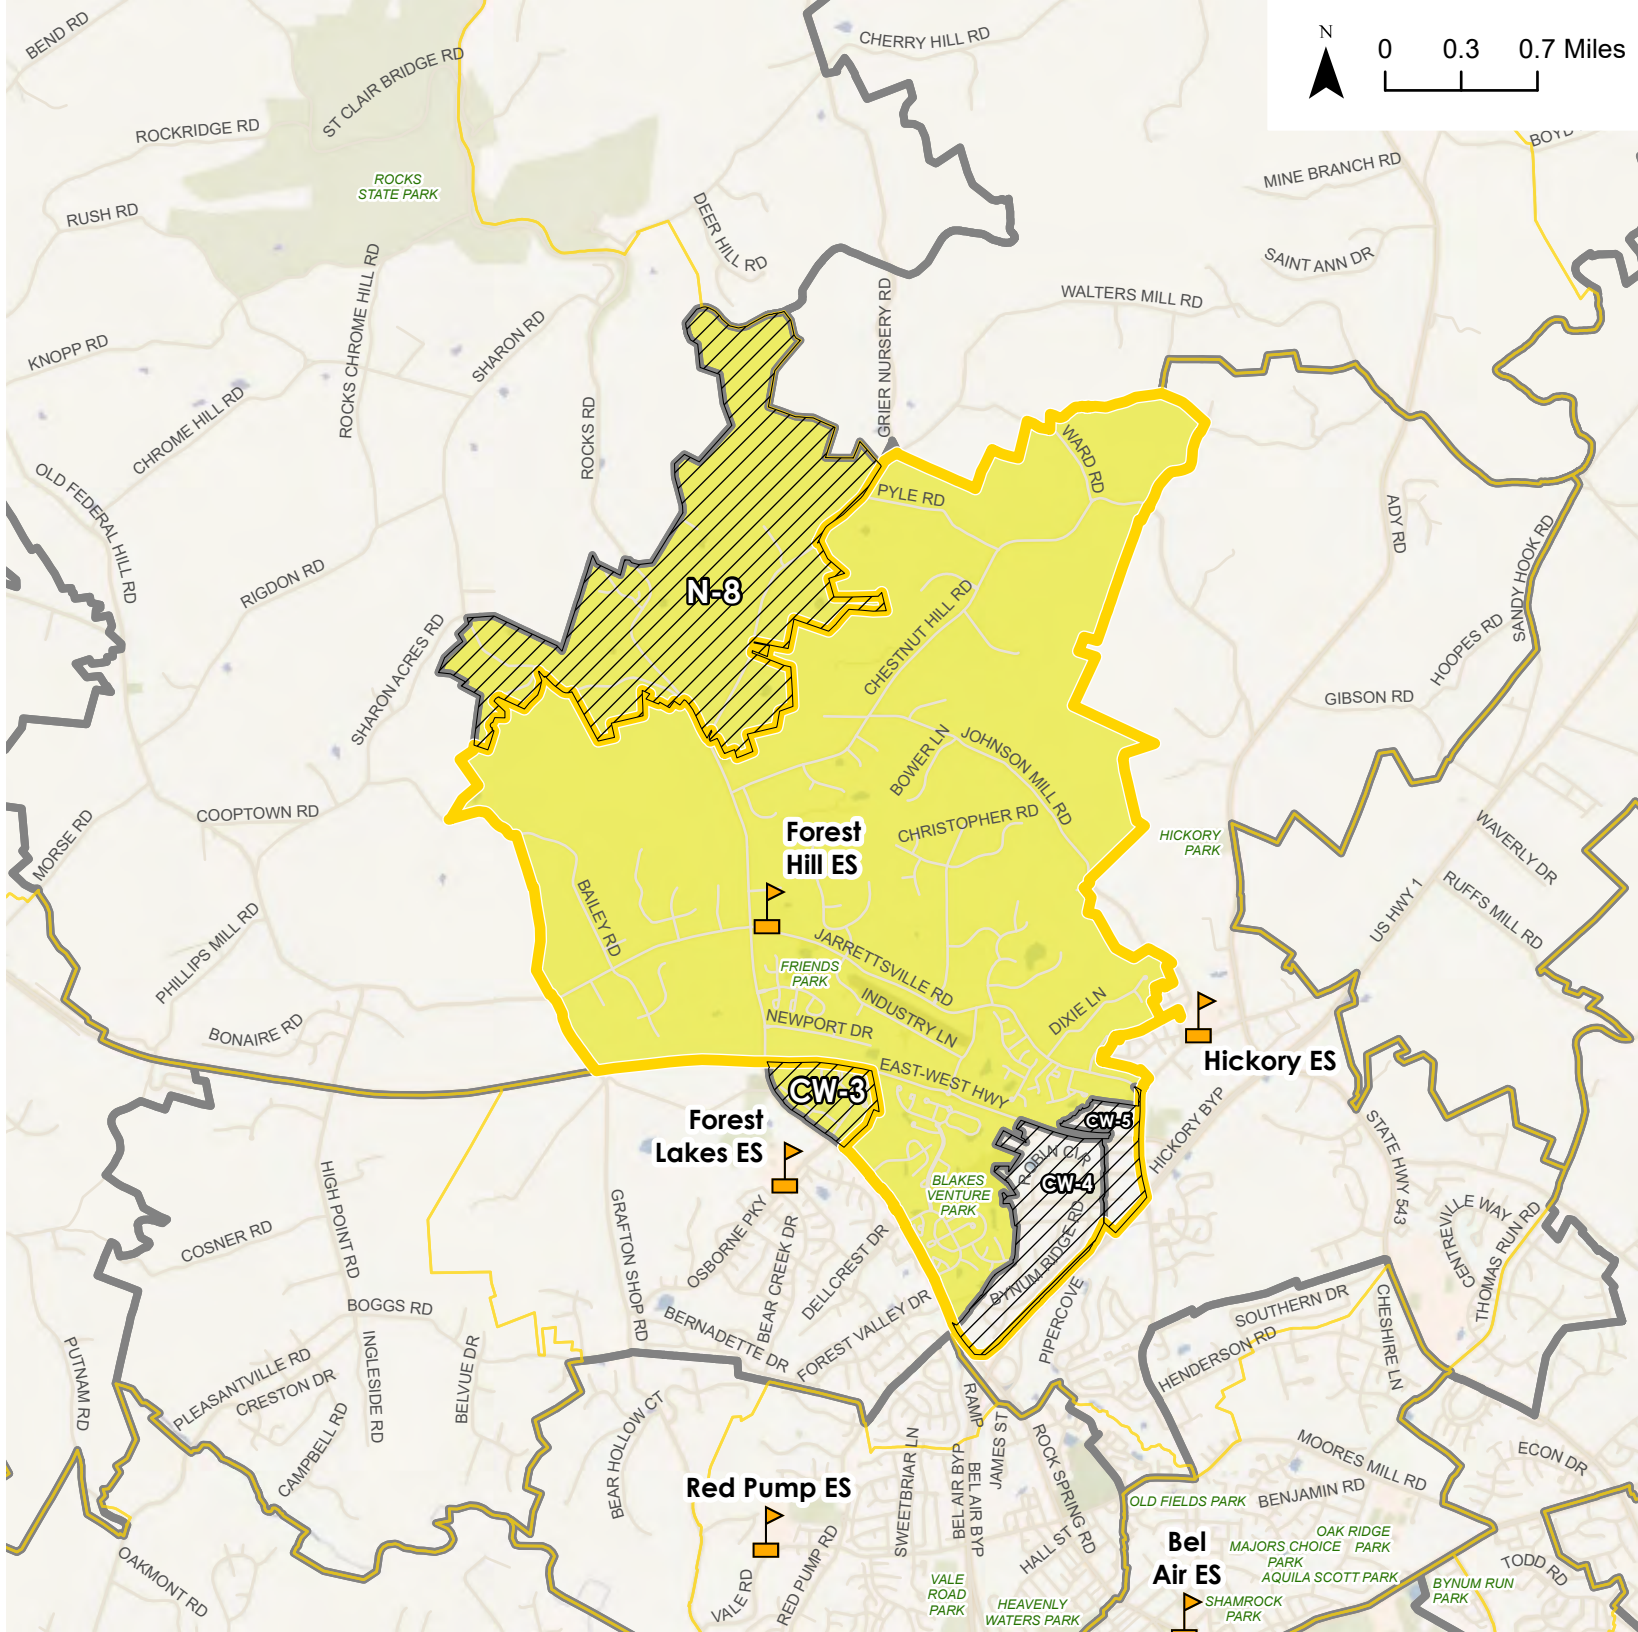 BEND RD
CHERRY HILL RD
N
0 0.3 0.7 Miles
ST CLAIR BRIDGE RD
ROCKRIDGE RD
MINE BRANCH RD
ROCKS
STATE PARK
RUSH RD
DEER HILL RD
SAINT ANN DR
ROCKS CHROME HILL RD
SHARON RD
GRIER NURSERY RD
WALTERS MILL RD
KNOPP RD
CHROME HILL RD
ROCKS RD
WARD RD
OLD FEDERAL HILL RD
PYLE RD
ADY RD
SANDY HOOK RD
RIGDON RD
N-8
CHESTNUT HILL RD
HOOPES RD
SHARON ACRES RD
GIBSON RD
BOWER LN
JOHNSON MILL RD
COOPTOWN RD
CHRISTOPHER RD
MORSE RD
Forest
Hill ES
HICKORY
PARK
WAVERLY DR
RUFFS MILL RD
US HWY 1
BAILEY RD
PHILLIPS MILL RD
JARRETTSVILLE RD
FRIENDS
PARK
INDUSTRY LN
DIXIE LN
NEWPORT DR
BONAIRE RD
Hickory ES
EAST-WEST HWY
CW-3
CW-5
Forest
Lakes ES
HICKORY BYP
STATE HWY 543
ROBIN CIR
CW-4
BLAKES
VENTURE
PARK
HIGH POINT RD
GRAFTON SHOP RD
OSBORNE PKY
BEAR CREEK DR
DELLCREST DR
COSNER RD
CENTREVILLE WAY
THOMAS RUN RD
BYNUM RIDGE RD
PIPERCOVE
BOGGS RD
BERNADETTE DR
FOREST VALLEY DR
SOUTHERN DR
HENDERSON RD
CHESHIRE LN
PUTNAM RD
PLEASANTVILLE RD
CRESTON DR
INGLESIDE RD
BELVUE DR
CAMPBELL RD
BEAR HOLLOW CT
RAMP
JAMES ST
ROCK SPRING RD
SWEETBRIAR LN
BEL AIR BYP
BEL AIR BYP
MOORES MILL RD
ECON DR
Red Pump ES
OLD FIELDS PARK
BENJAMIN RD
HALL ST
OAKMONT RD
VALE RD
RED PUMP RD
Bel
Air ES
OAK RIDGE
PARK
MAJORS CHOICE
PARK
AQUILA SCOTT PARK
TODD RD
BYNUM RUN
PARK
VALE
ROAD
PARK
HEAVENLY
WATERS PARK
SHAMROCK
PARK